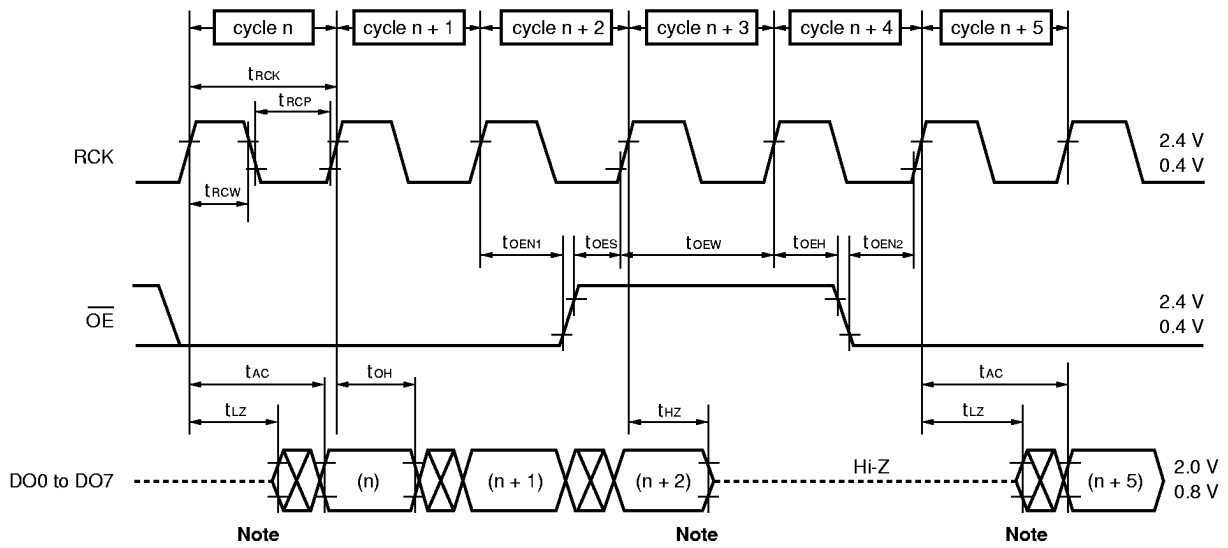 cycle n cycle n + 1 cycle n + 2 cycle n + 3 cycle n + 4 cycle n + 5
tRCK
tRCP
RCK
2.4 V
0.4 V
tRCW
tOEN1 tOES tOEW tOEH tOEN2
OE
2.4 V
0.4 V
tAC tOH tAC
tLZ tHZ tLZ
DO0 to DO7 (n) (n + 1) (n + 2) Hi-Z (n + 5)
2.0 V
0.8 V
Note Note Note